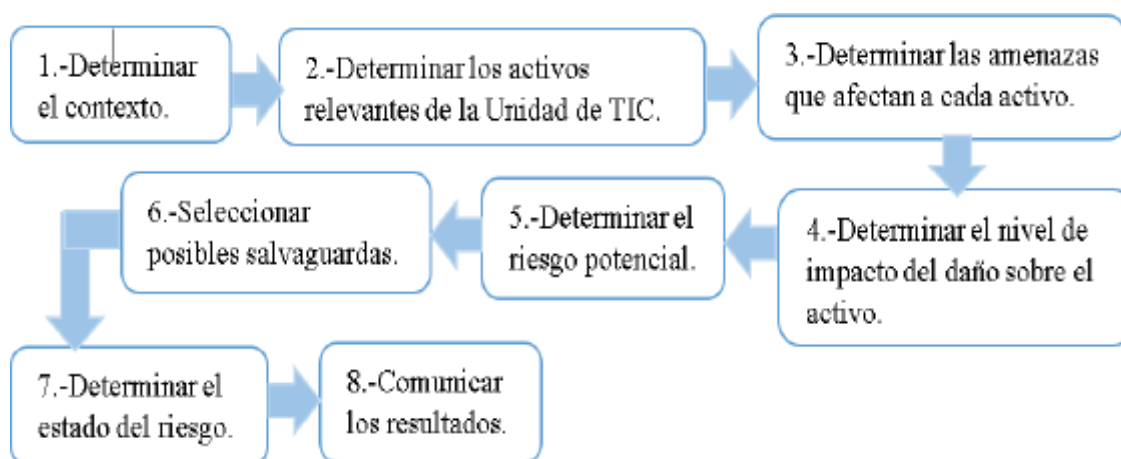 1.-Determinar
el contexto.
2.-Determinar los activos
relevantes de la Unidad de TIC.
3.-Determinar las amenazas
que afectan a cada activo.
4.-Determinar el nivel de
impacto del daño sobre el
activo.
5.-Determinar el
riesgo potencial.
6.-Seleccionar
posibles salvaguardas.
7.-Determinar el
estado del riesgo.
8.-Comunicar
los resultados.